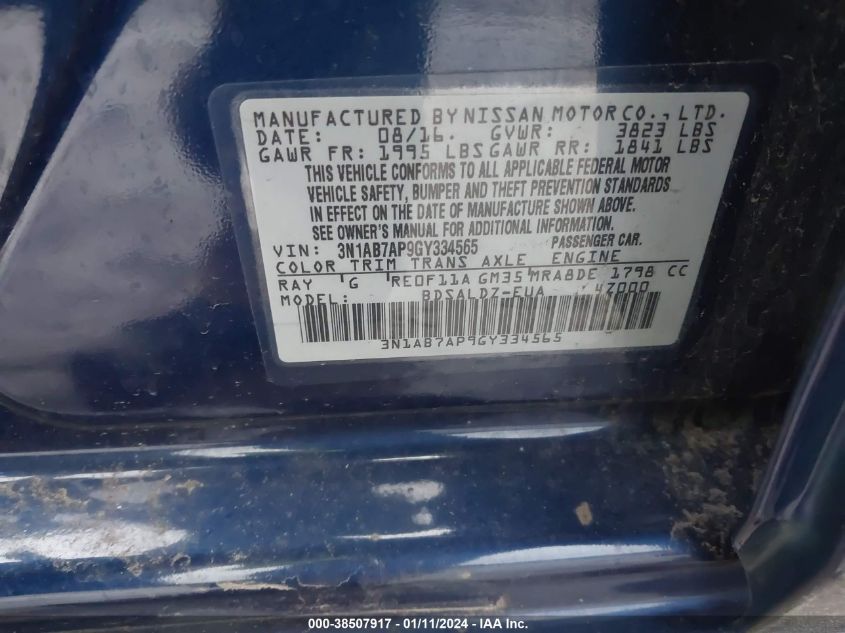 MANUFACTURED BY NISSAN MOTOR CO., LTD.
DATE: 08/16. GVWR: 3823 LBS
GAWR FR: 1995 LBS GAWR RR: 1841 LBS
THIS VEHICLE CONFORMS TO ALL APPLICABLE FEDERAL MOTOR
VEHICLE SAFETY, BUMPER AND THEFT PREVENTION STANDARDS
IN EFFECT ON THE DATE OF MANUFACTURE SHOWN ABOVE.
SEE OWNER'S MANUAL FOR ADDITIONAL INFORMATION
VIN: 3N1AB7AP9GY334565 PASSENGER CAR.
COLOR TRIM TRANS AXLE ENGINE
RAY G RE0F11A GM35 MRA8DE 1798 CC
MODEL: BDSALDZ-EUA 4Z000
3N1AB7AP9GY334565
000-38507917 - 01/11/2024 - IAAI.com